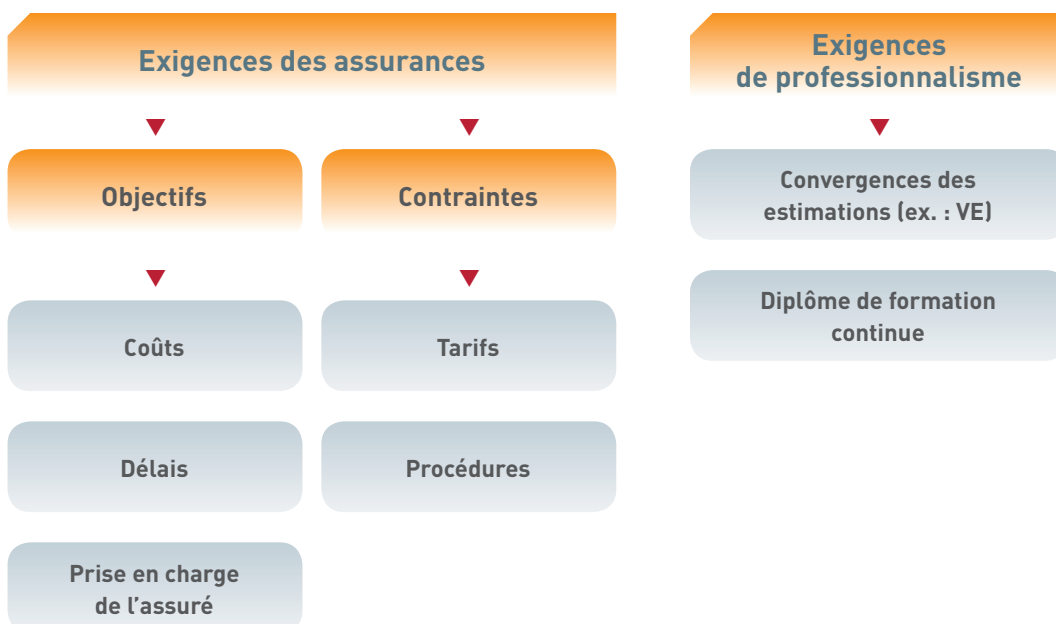 Exigences des assurances
Exigences
de professionnalisme
Objectifs
Contraintes
Convergences des
estimations (ex. : VE)
Diplôme de formation
continue
Coûts
Tarifs
Délais
Procédures
Prise en charge
de l’assuré